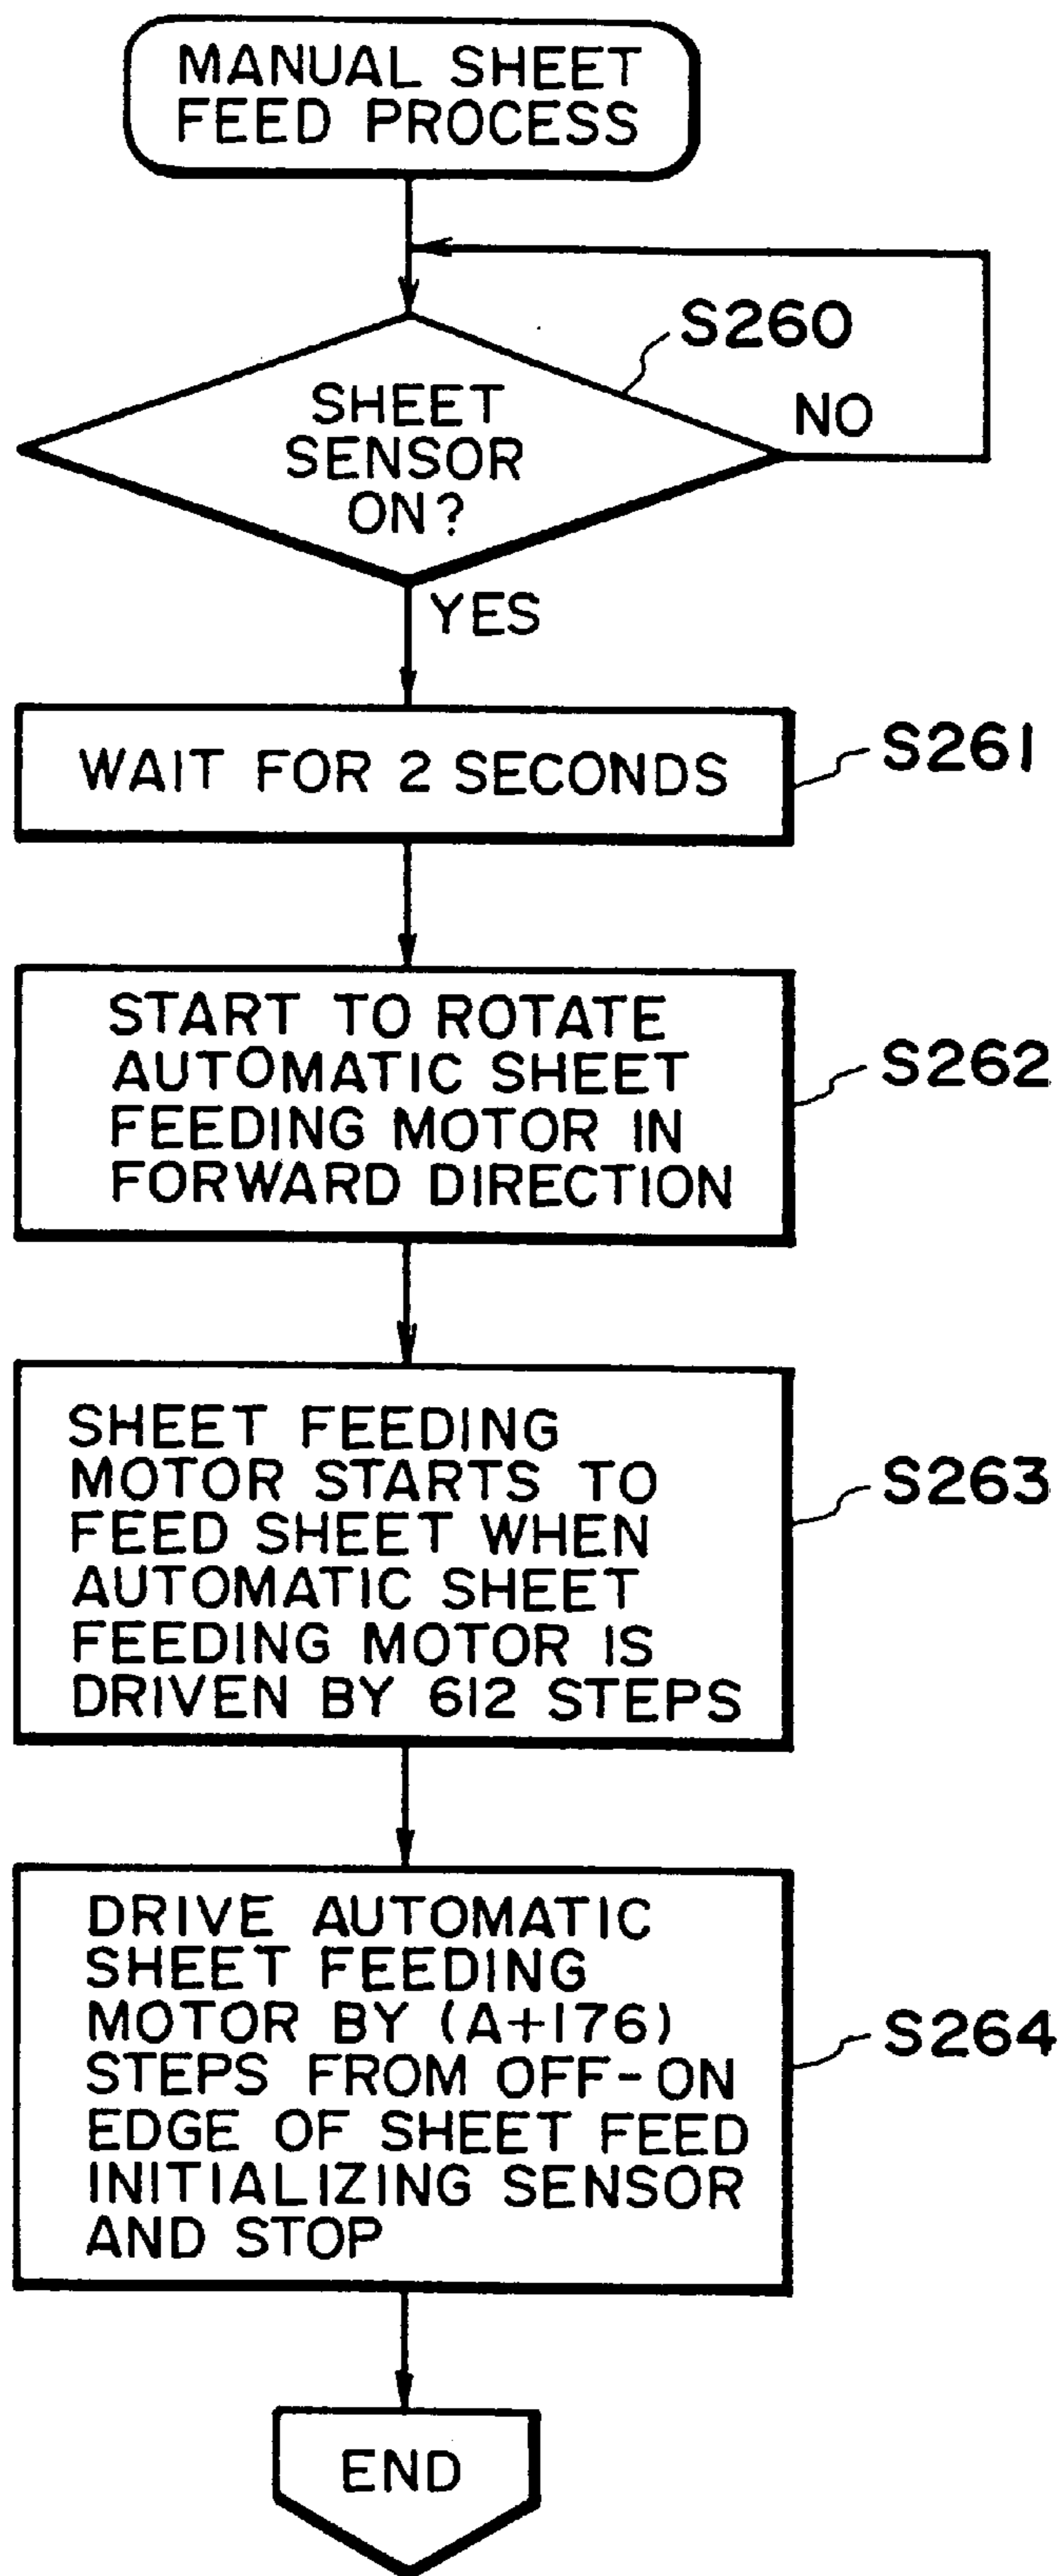 MANUAL SHEET
FEED PROCESS
S260
SHEET
SENSOR
ON?
NO
YES
WAIT FOR 2 SECONDS
S261
START TO ROTATE
AUTOMATIC SHEET
FEEDING MOTOR IN
FORWARD DIRECTION
S262
SHEET FEEDING
MOTOR STARTS TO
FEED SHEET WHEN
AUTOMATIC SHEET
FEEDING MOTOR IS
DRIVEN BY 612 STEPS
S263
DRIVE AUTOMATIC
SHEET FEEDING
MOTOR BY (A+176)
STEPS FROM OFF-ON
EDGE OF SHEET FEED
INITIALIZING SENSOR
AND STOP
S264
END